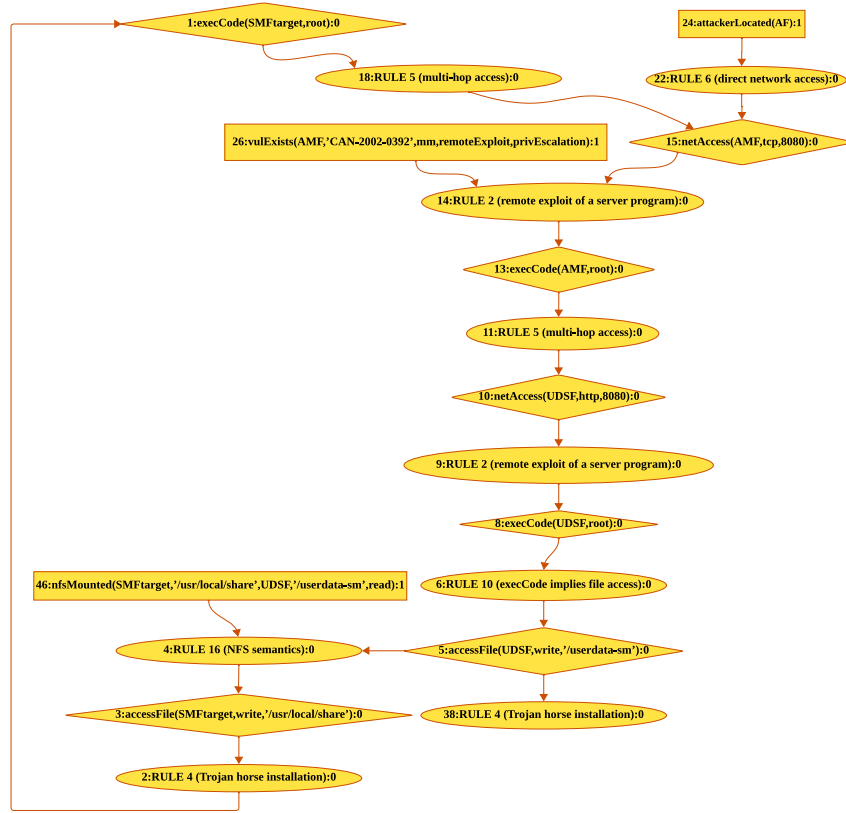 1:execCode(SMFtarget,root):0
24:attackerLocated(AF):1
18:RULE 5 (multi-hop access):0
22:RULE 6 (direct network access):0
26:vulExists(AMF,'CAN-2002-0392',mm,remoteExploit,privEscalation):1
15:netAccess(AMF,tcp,8080):0
14:RULE 2 (remote exploit of a server program):0
13:execCode(AMF,root):0
11:RULE 5 (multi-hop access):0
10:netAccess(UDSF,http,8080):0
9:RULE 2 (remote exploit of a server program):0
8:execCode(UDSF,root):0
46:nfsMounted(SMFtarget,'/usr/local/share',UDSF,'/userdata-sm',read):1
6:RULE 10 (execCode implies file access):0
4:RULE 16 (NFS semantics):0
5:accessFile(UDSF,write,'/userdata-sm'):0
3:accessFile(SMFtarget,write,'/usr/local/share'):0
38:RULE 4 (Trojan horse installation):0
2:RULE 4 (Trojan horse installation):0